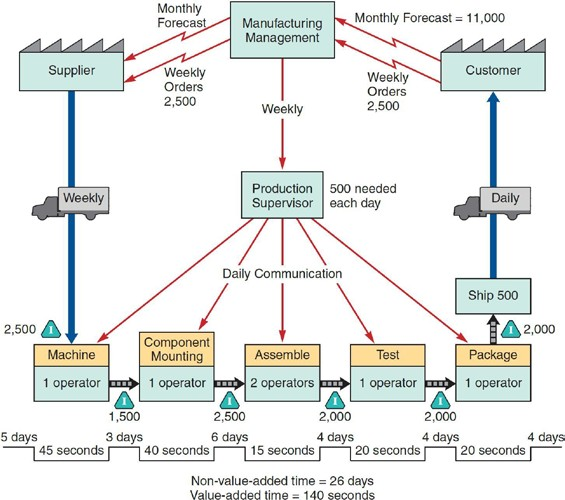 Monthly
Forecast
Manufacturing
Management
Monthly Forecast = 11,000
Supplier
Weekly
Orders
2,500
Weekly
Orders
2,500
Customer
Weekly
Weekly
Production
Supervisor
500 needed
each day
Daily
Daily Communication
Ship 500
2,500
I
I
2,000
Machine
Component
Mounting
Assemble
Test
Package
1 operator
1 operator
2 operators
1 operator
1 operator
I
I
I
I
1,500
2,500
2,000
2,000
5 days
3 days
6 days
4 days
4 days
4 days
45 seconds
40 seconds
15 seconds
20 seconds
20 seconds
Non-value-added time = 26 days
Value-added time = 140 seconds